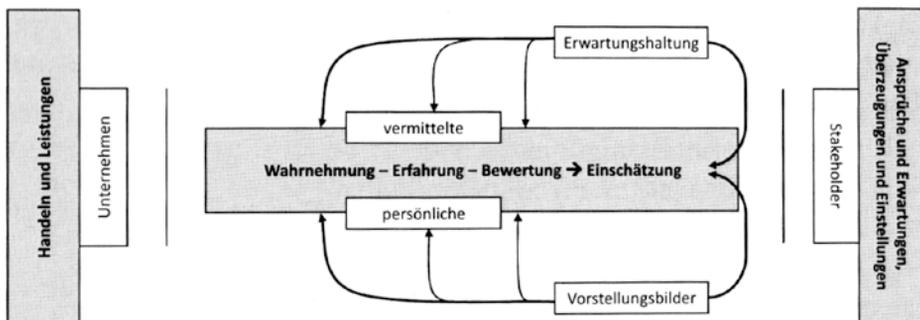 Handeln und Leistungen
Unternehmen
Erwartungshaltung
vermittelte
Wahrnehmung – Erfahrung – Bewertung → Einschätzung
persönliche
Vorstellungsbilder
Stakeholder
Ansprüche und Erwartungen,
Überzeugungen und Einstellungen